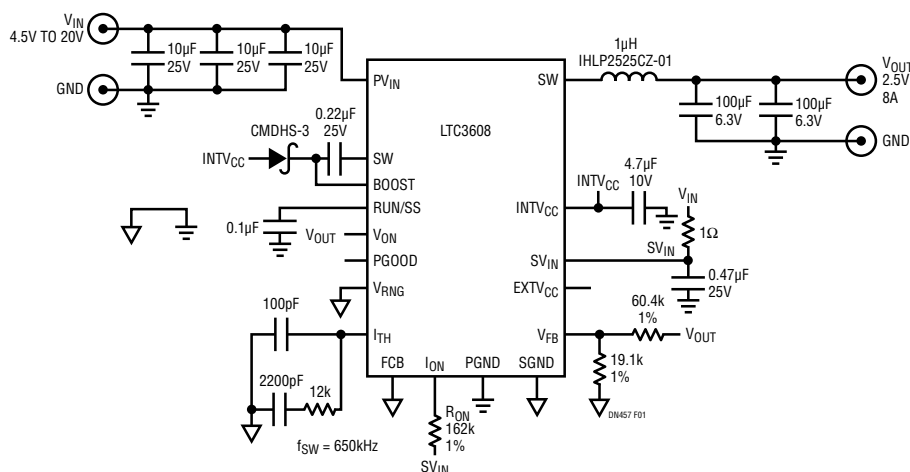 VIN
4.5V TO 20V
10µF
25V
10µF
25V
10µF
25V
GND
PVIN
CMDHS-3
0.22µF
25V
INTVCC
SW
BOOST
RUN/SS
0.1µF
VOUT
VON
PGOOD
VRNG
100pF
ITH
2200pF
12k
fSW = 650kHz
LTC3608
FCB
ION
PGND
SGND
RON
162k
1%
SVIN
1µH
IHLP2525CZ-01
SW
VOUT
2.5V
8A
100µF
6.3V
100µF
6.3V
GND
INTVCC
4.7µF
10V
INTVCC
VIN
1Ω
SVIN
SVIN
0.47µF
25V
EXTVCC
60.4k
1%
VFB
VOUT
19.1k
1%
DN457 F01